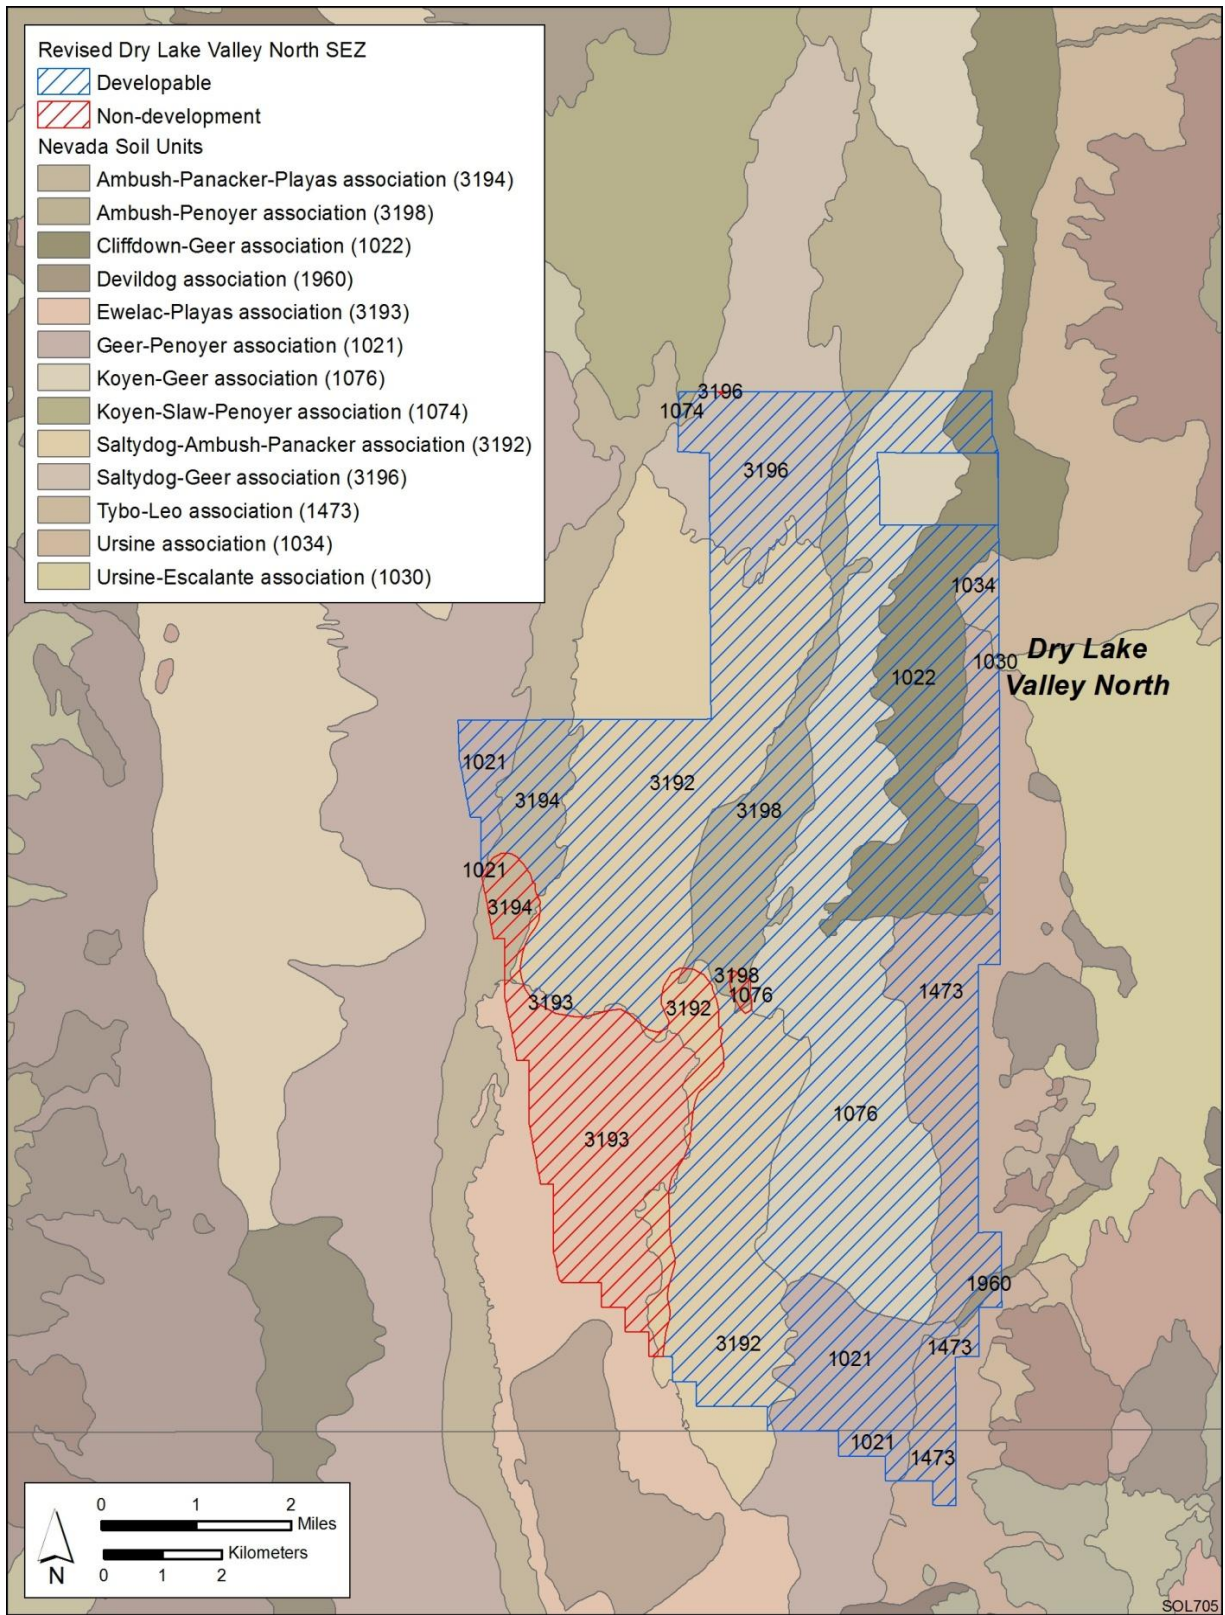 Revised Dry Lake Valley North SEZ
Developable
Non-development
Nevada Soil Units
Ambush-Panacker-Playas association (3194)
Ambush-Penoyer association (3198)
Cliffdown-Geer association (1022)
Devildog association (1960)
Ewelac-Playas association (3193)
Geer-Penoyer association (1021)
Koyen-Geer association (1076)
Koyen-Slaw-Penoyer association (1074)
Saltydog-Ambush-Panacker association (3192)
Saltydog-Geer association (3196)
Tybo-Leo association (1473)
Ursine association (1034)
Ursine-Escalante association (1030)
3196
1074
3196
1034
1030
Dry Lake
Valley North
1022
1021
3192
3194
3198
1021
3194
3198
1076
1473
3193
3192
1076
3193
1960
3192
1473
1021
1021
1473
0 1 2
Miles
Kilometers
0 1 2
N
SOL705